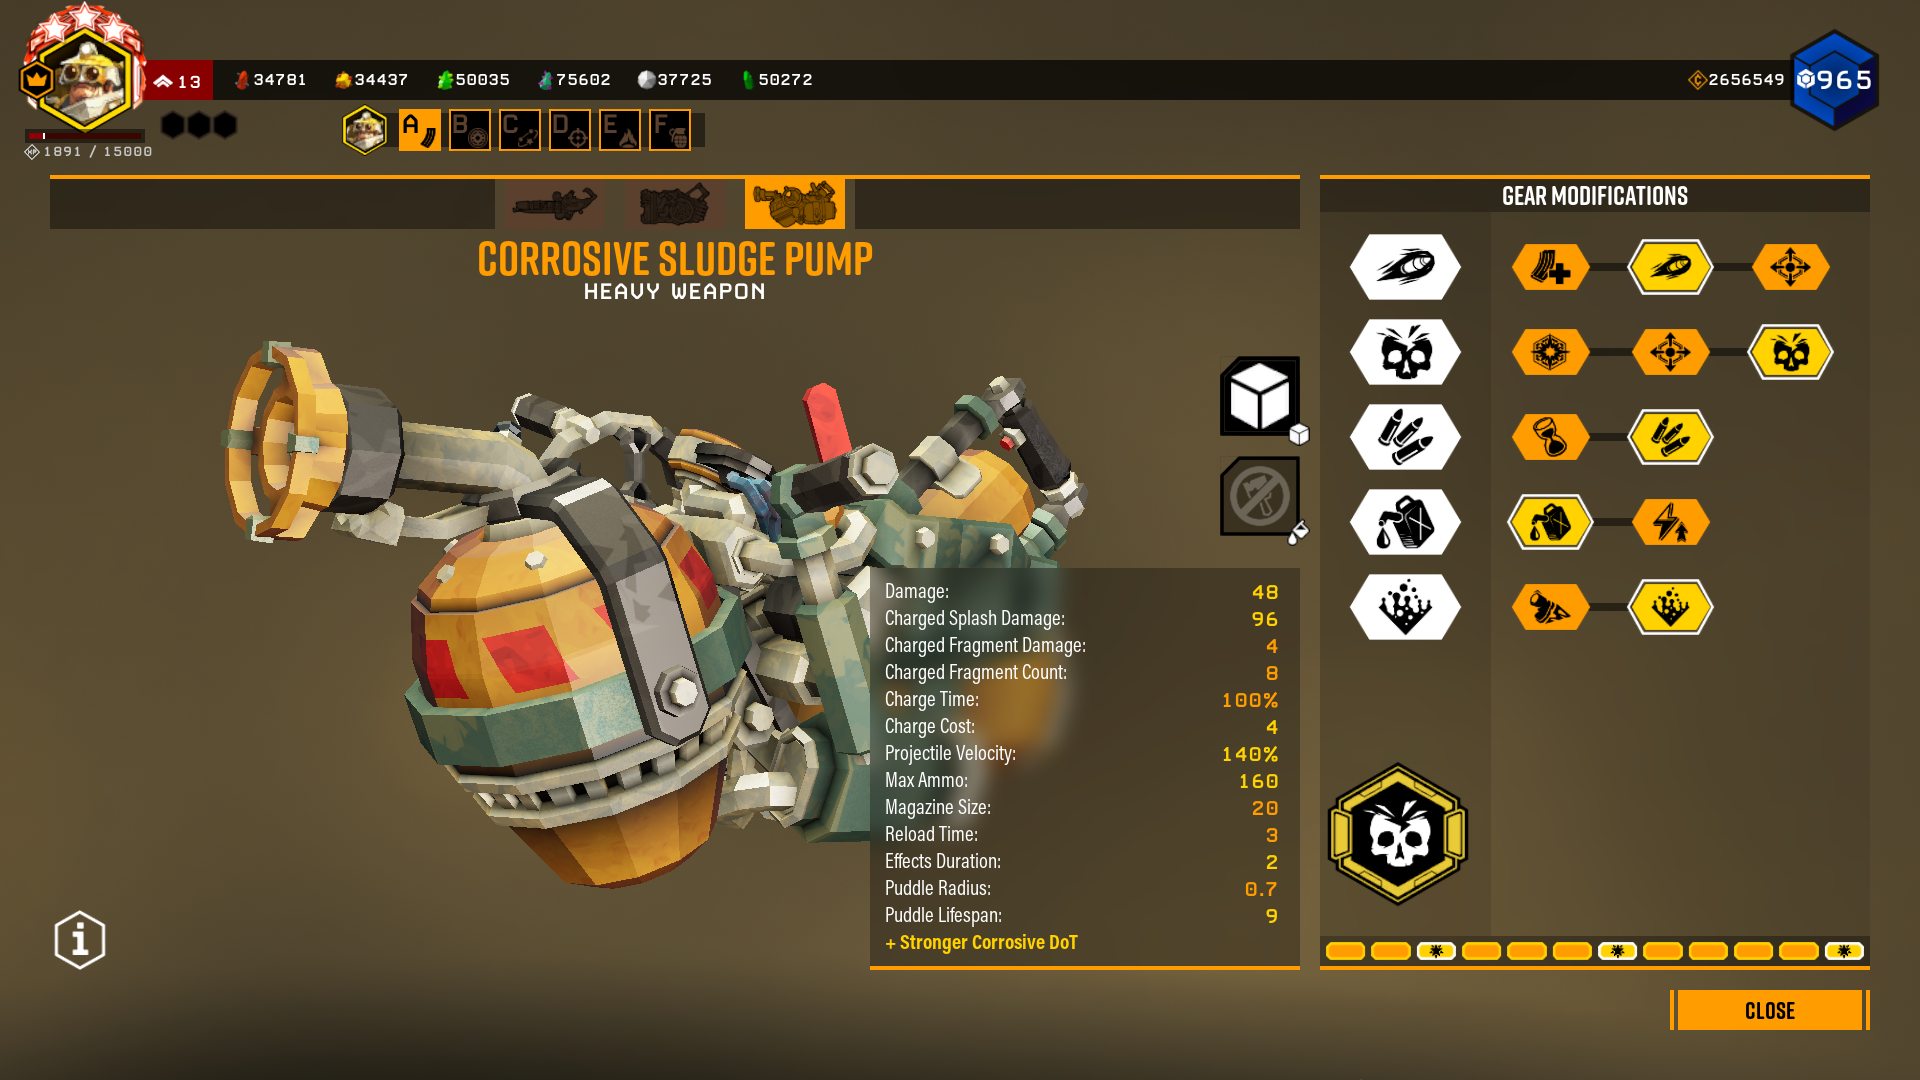 13
34781
34437
50035
75602
37725
50272
2656549
965
1891 / 15000
A
B
C
D
E
F
GEAR MODIFICATIONS
CORROSIVE SLUDGE PUMP
HEAVY WEAPON
Damage: 48
Charged Splash Damage: 96
Charged Fragment Damage: 4
Charged Fragment Count: 8
Charge Time: 100%
Charge Cost: 4
Projectile Velocity: 140%
Max Ammo: 160
Magazine Size: 20
Reload Time: 3
Effects Duration: 2
Puddle Radius: 0.7
Puddle Lifespan: 9
+ Stronger Corrosive DoT
CLOSE